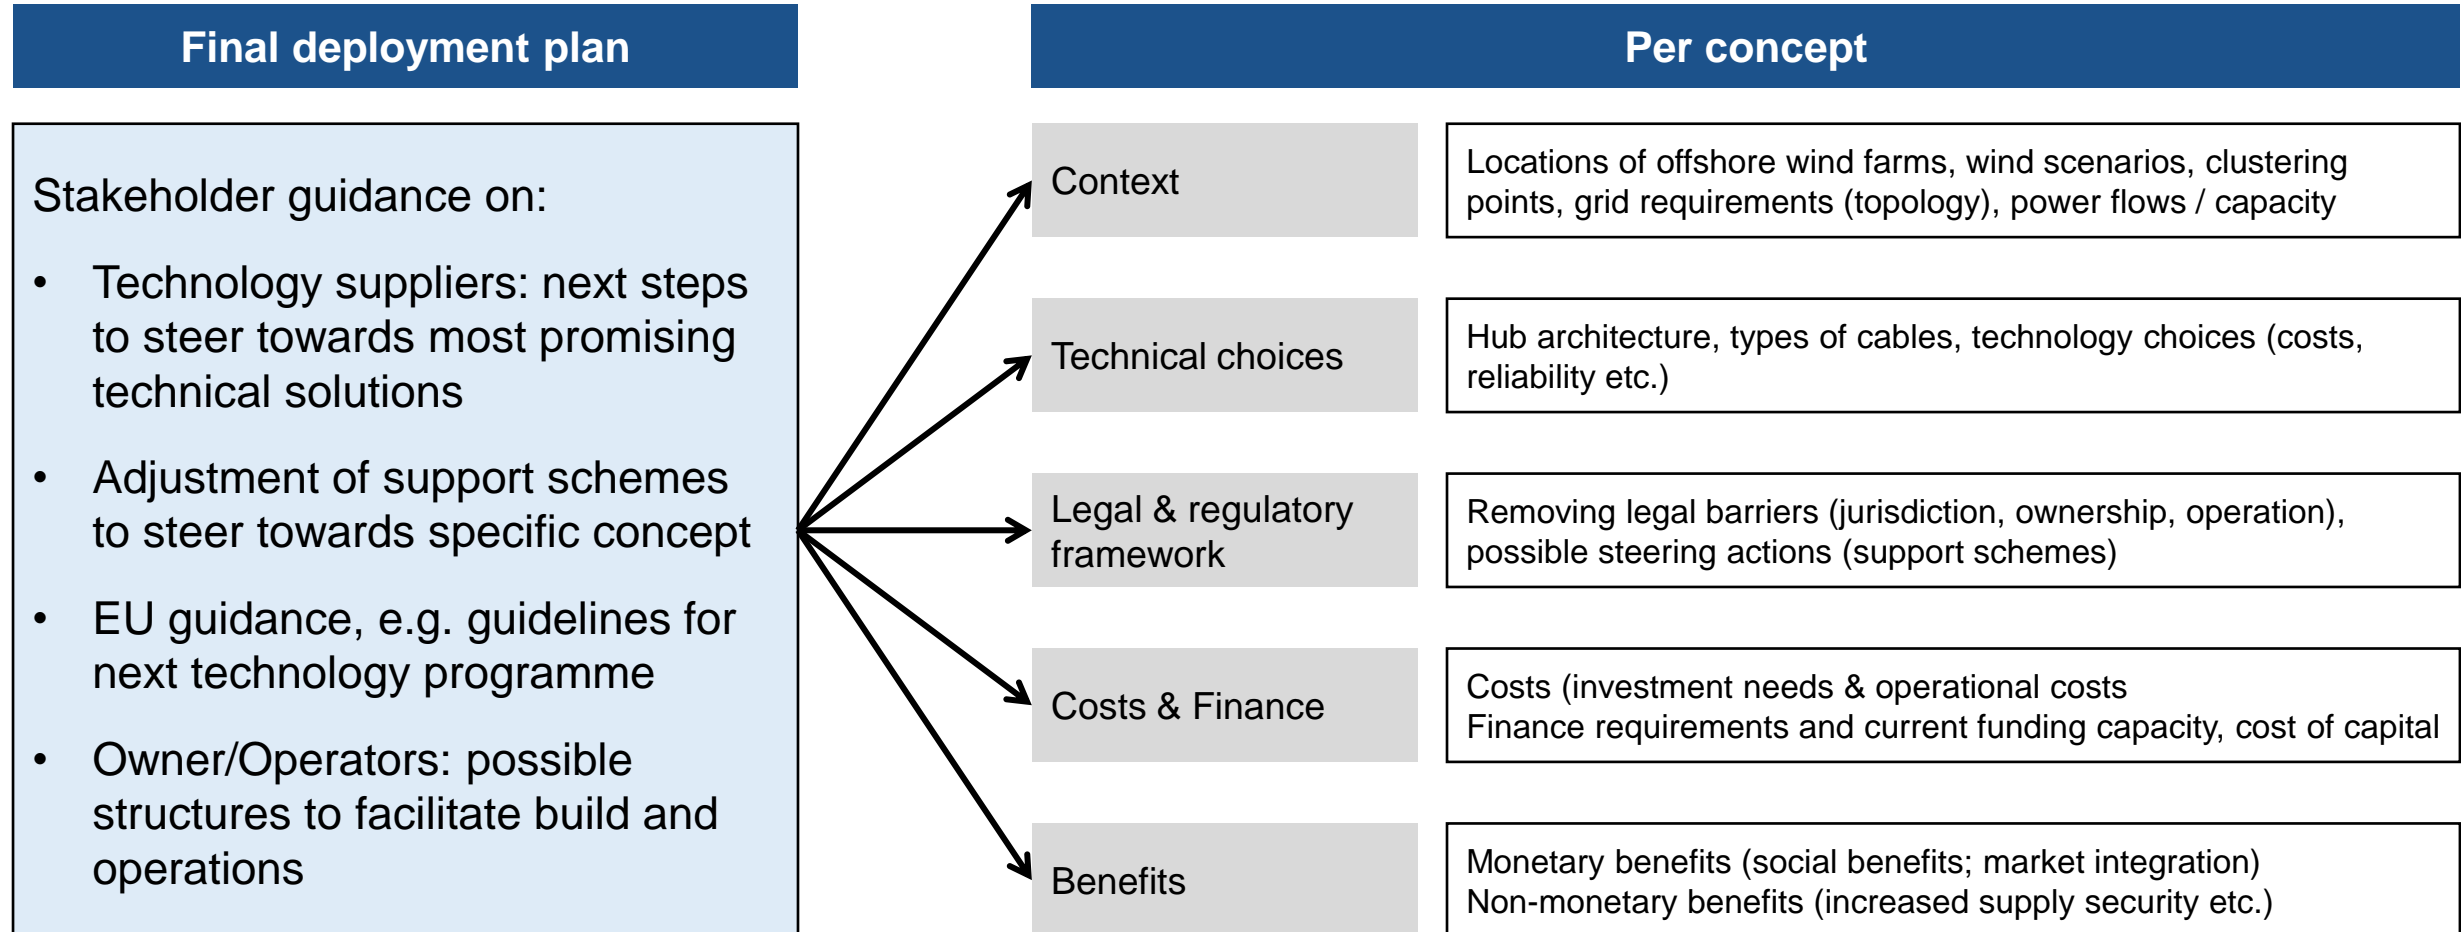 Final deployment plan
Per concept
Stakeholder guidance on:
• Technology suppliers: next steps
to steer towards most promising
technical solutions
• Adjustment of support schemes
to steer towards specific concept
• EU guidance, e.g. guidelines for
next technology programme
• Owner/Operators: possible
structures to facilitate build and
operations
Context
Locations of offshore wind farms, wind scenarios, clustering
points, grid requirements (topology), power flows / capacity
Technical choices
Hub architecture, types of cables, technology choices (costs,
reliability etc.)
Legal & regulatory
framework
Removing legal barriers (jurisdiction, ownership, operation),
possible steering actions (support schemes)
Costs & Finance
Costs (investment needs & operational costs
Finance requirements and current funding capacity, cost of capital
Benefits
Monetary benefits (social benefits; market integration)
Non-monetary benefits (increased supply security etc.)